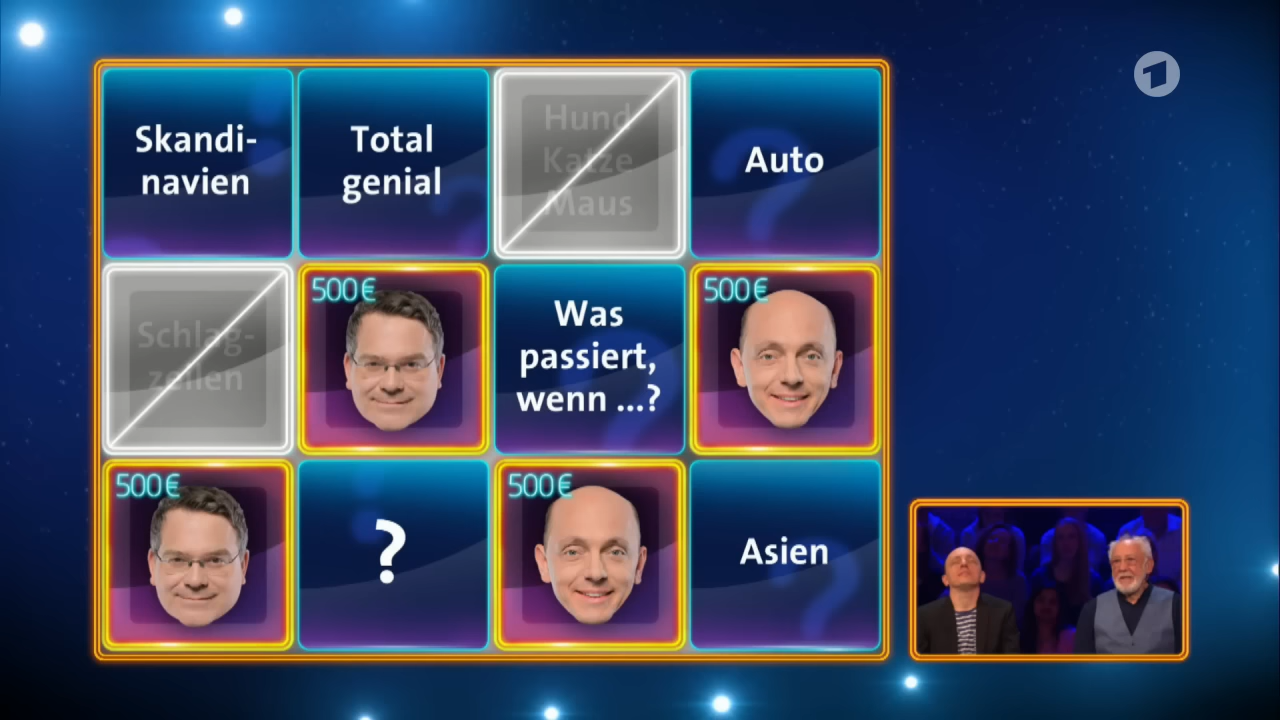 Skandi-
navien
Total
genial
Hund
Katze
Maus
Auto
1
Schlag-
zeilen
500€
Was
passiert,
wenn ...?
500€
500€
?
500€
Asien